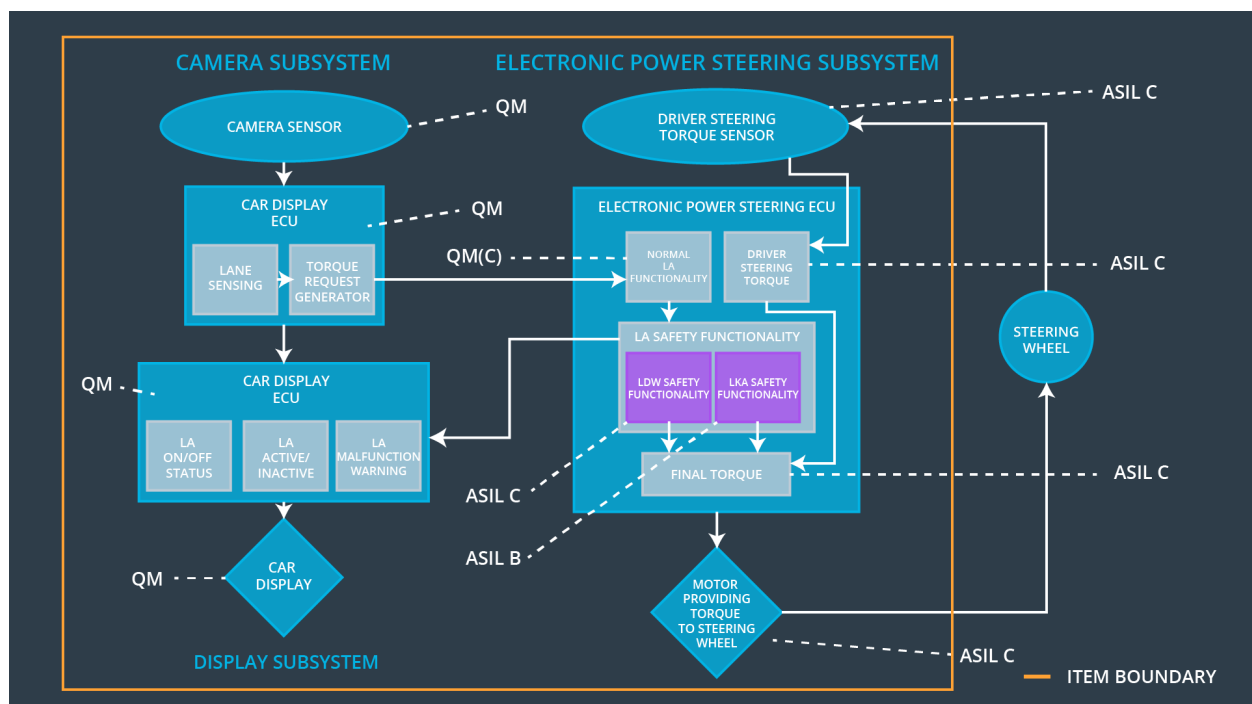 CAMERA SUBSYSTEM
ELECTRONIC POWER STEERING SUBSYSTEM
CAMERA SENSOR
QM
DRIVER STEERING
TORQUE SENSOR
ASIL C
CAR DISPLAY
ECU
QM
LANE
SENSING
TORQUE
REQUEST
GENERATOR
ELECTRONIC POWER STEERING ECU
QM(C)
NORMAL
LA
FUNCTIONALITY
DRIVER
STEERING
TORQUE
ASIL C
LA SAFETY FUNCTIONALITY
LDW SAFETY
FUNCTIONALITY
LKA SAFETY
FUNCTIONALITY
STEERING
WHEEL
QM
CAR DISPLAY
ECU
LA
ON/OFF
STATUS
LA
ACTIVE/
INACTIVE
LA
MALFUNCTION
WARNING
FINAL TORQUE
ASIL C
ASIL C
ASIL B
QM
CAR
DISPLAY
MOTOR
PROVIDING
TORQUE
TO STEERING
WHEEL
ASIL C
DISPLAY SUBSYSTEM
ITEM BOUNDARY